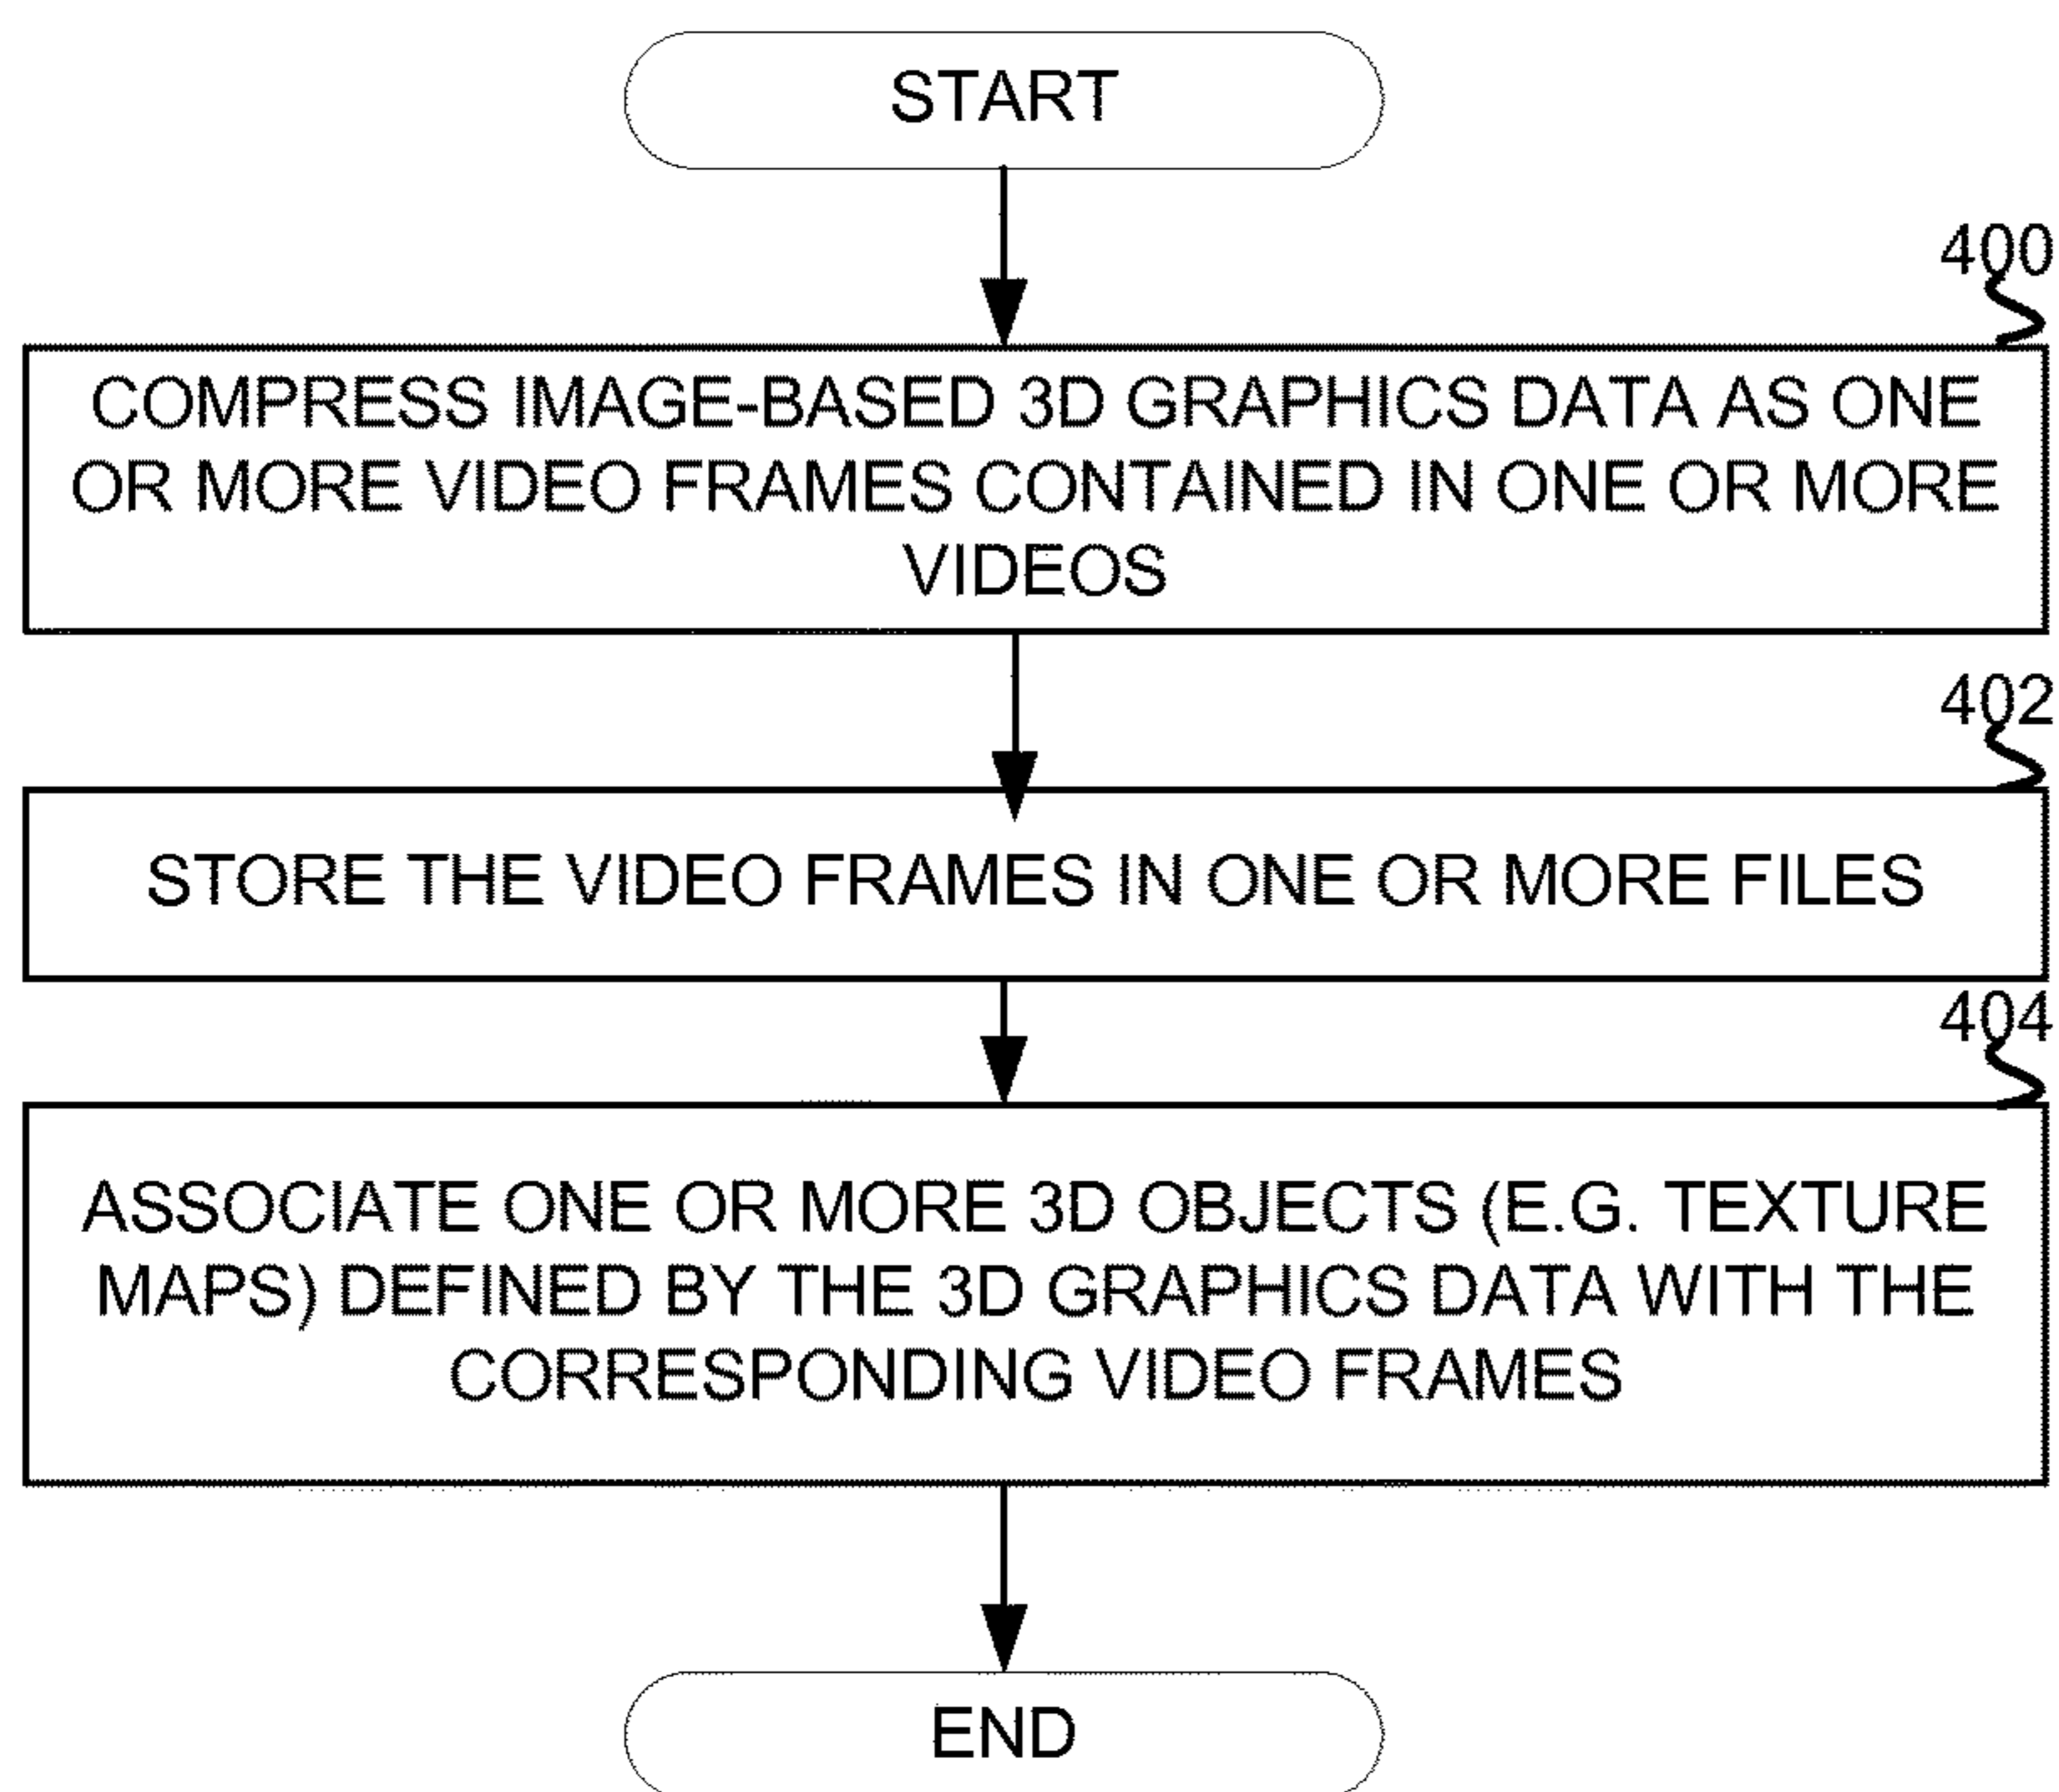 START
400
COMPRESS IMAGE-BASED 3D GRAPHICS DATA AS ONE
OR MORE VIDEO FRAMES CONTAINED IN ONE OR MORE
VIDEOS
402
STORE THE VIDEO FRAMES IN ONE OR MORE FILES
404
ASSOCIATE ONE OR MORE 3D OBJECTS (E.G. TEXTURE
MAPS) DEFINED BY THE 3D GRAPHICS DATA WITH THE
CORRESPONDING VIDEO FRAMES
END